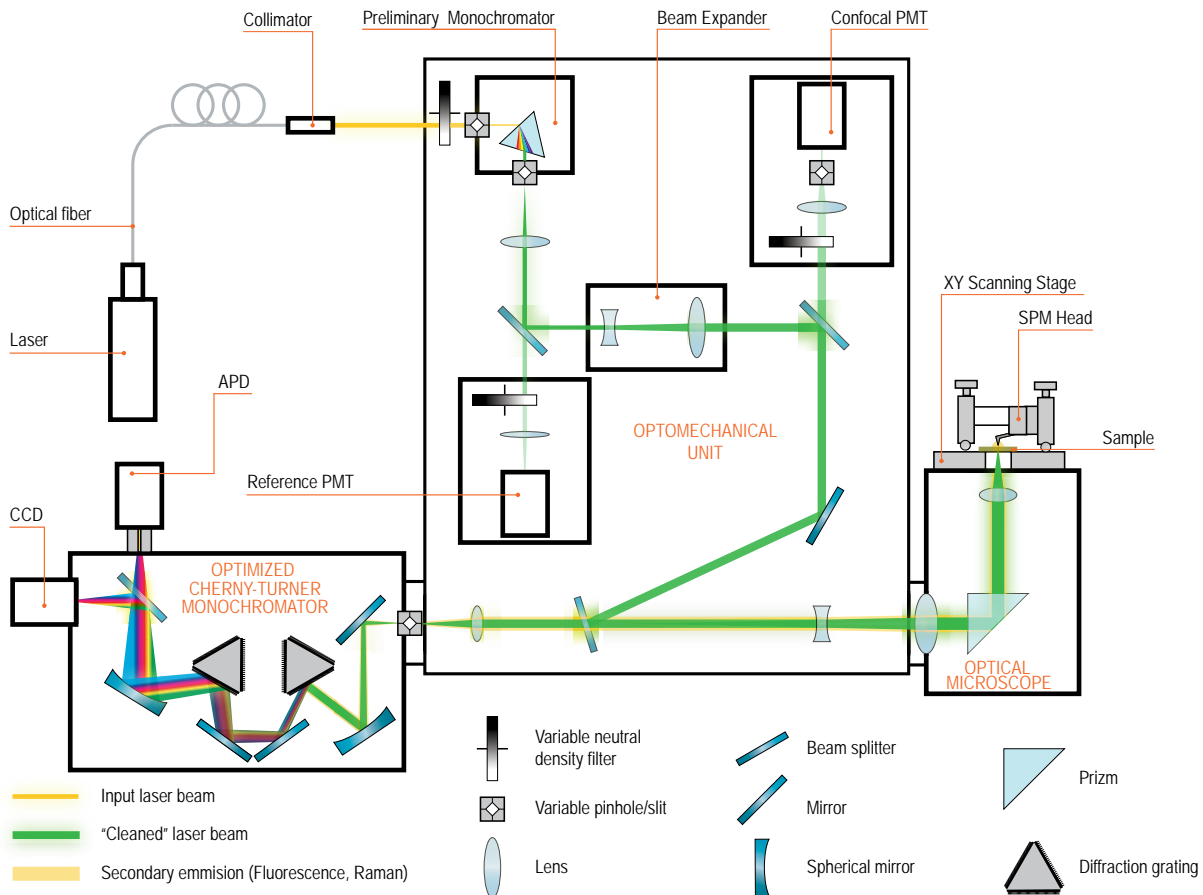 Collimator
Preliminary Monochromator
Beam Expander
Confocal PMT
Optical fiber
XY Scanning Stage
SPM Head
Laser
APD
OPTOMECHANICAL
UNIT
Sample
Reference PMT
CCD
OPTIMIZED
CHERNY-TURNER
MONOCHROMATOR
OPTICAL
MICROSCOPE
Variable neutral
density filter
Beam splitter
Prizm
Input laser beam
Variable pinhole/slit
Mirror
“Cleaned” laser beam
Lens
Spherical mirror
Diffraction grating
Secondary emmision (Fluorescence, Raman)